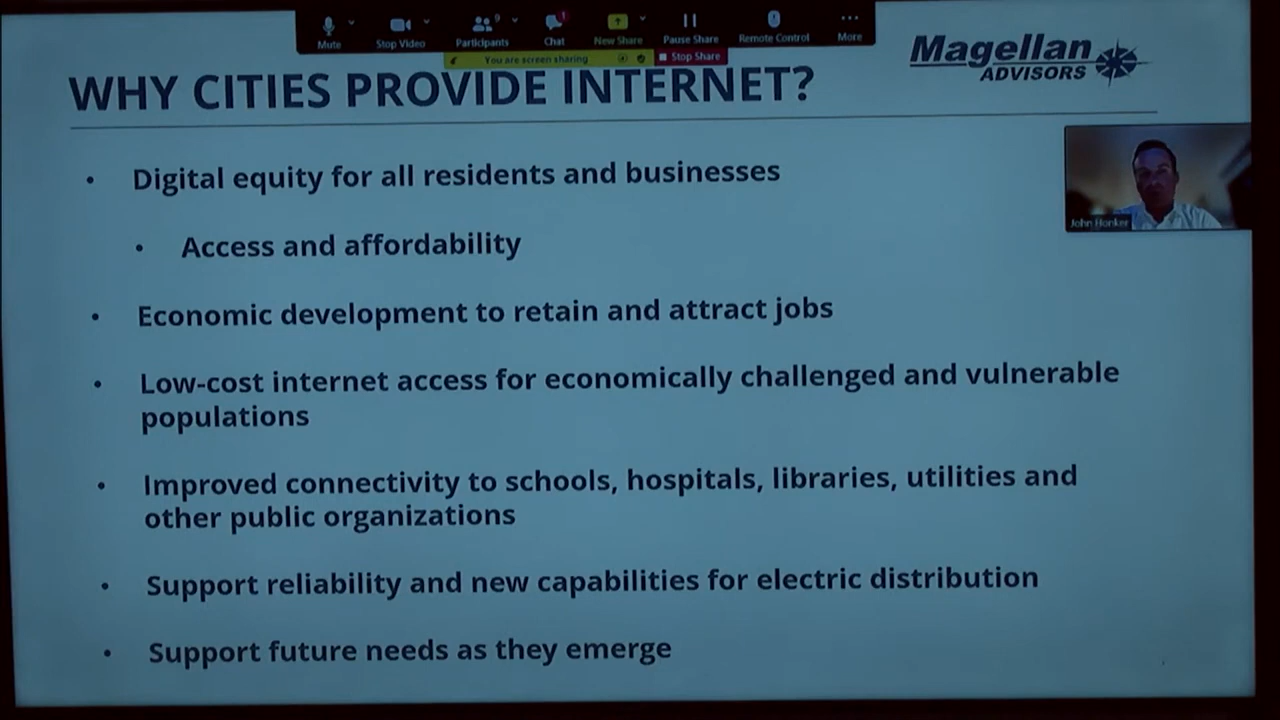 Mute
Stop Video
Participants
9
Chat
1
New Share
Pause Share
Remote Control
More
You are screen sharing
Stop Share
WHY CITIES PROVIDE INTERNET?
Magellan
ADVISORS
• Digital equity for all residents and businesses
• Access and affordability
• Economic development to retain and attract jobs
• Low-cost internet access for economically challenged and vulnerable
populations
• Improved connectivity to schools, hospitals, libraries, utilities and
other public organizations
• Support reliability and new capabilities for electric distribution
• Support future needs as they emerge
John Honker